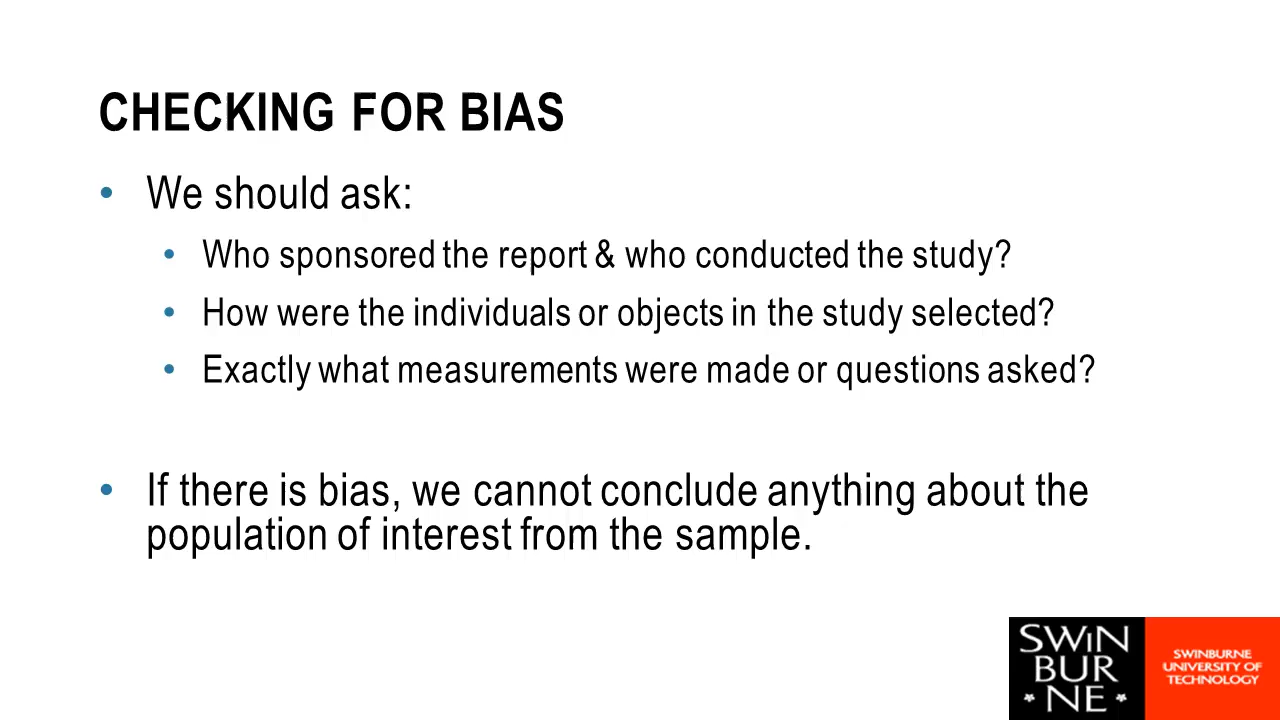 CHECKING FOR BIAS
• We should ask:
• Who sponsored the report & who conducted the study?
• How were the individuals or objects in the study selected?
• Exactly what measurements were made or questions asked?
• If there is bias, we cannot conclude anything about the
population of interest from the sample.
SWiN
BUR
* NE *
SWINBURNE
UNIVERSITY OF
TECHNOLOGY